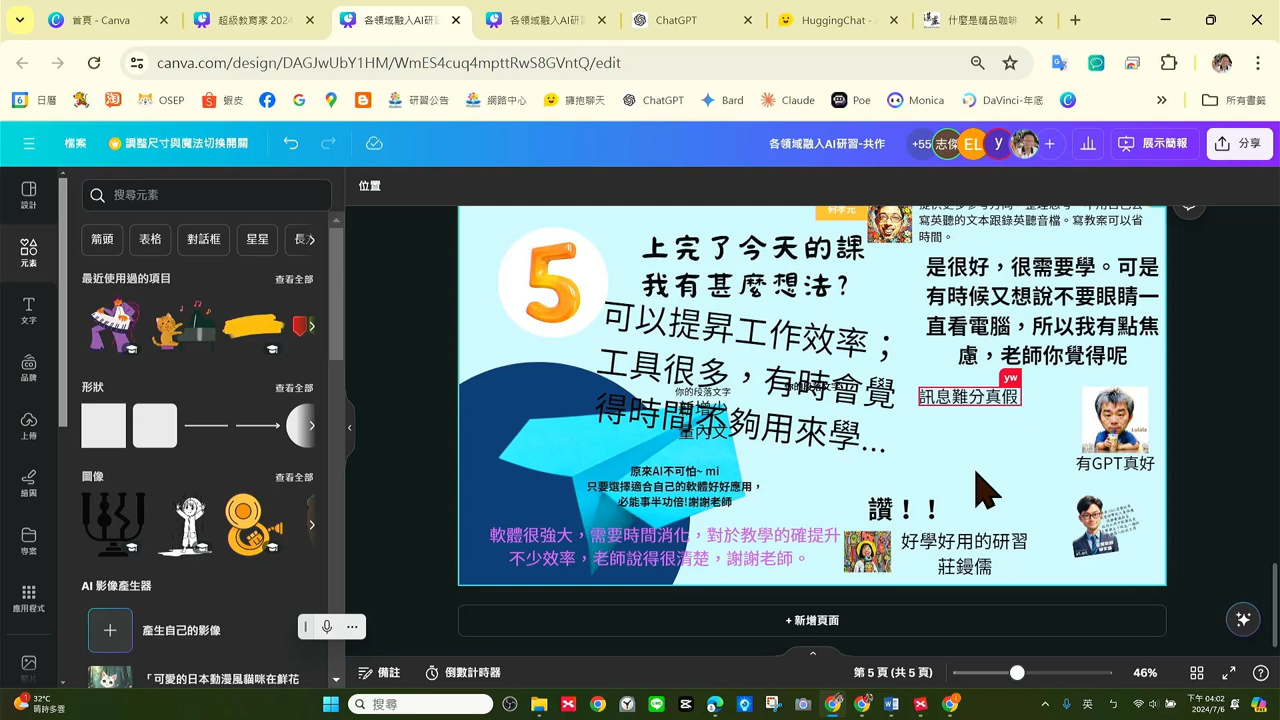 首頁 - Canva
超級教育家 2024
各領域融入AI研
各領域融入AI研
ChatGPT
HuggingChat -
什麼是精品咖啡
canva.com/design/DAGJwUbY1HM/WmES4cuq4mpttRwS8GVntQ/edit
日曆
淘
OSEP
蝦皮
研習公告
網路中心
擁抱聊天
ChatGPT
Bard
Claude
Poe
Monica
DaVinci-年底
所有書籤
檔案
調整尺寸與魔法切換開關
各領域融入AI研習-共作
+55
志傑
EL
y
展示簡報
分享
設計
元素
文字
品牌
上傳
繪圖
專案
應用程式
搜尋元素
箭頭
表格
對話框
星星
最近使用過的項目
查看全部
形狀
查看全部
圖像
查看全部
AI 影像產生器
產生自己的影像
「可愛的日本動漫風貓咪在鮮花
位置
寫英聽的文本跟錄英聽音檔。寫教案可以省
時間。
5
上完了今天的課
我有甚麼想法?
可以提昇工作效率；
工具很多，有時會覺
得時間不夠用來學...
是很好，很需要學。可是
有時候又想說不要眼睛一
直看電腦，所以我有點焦
慮，老師你覺得呢
你的段落文字
新增少
量內文
yw
訊息難分真假
Lulala
有GPT真好
原來AI不可怕~ mi
只要選擇適合自己的軟體好好應用，
必能事半功倍!謝謝老師
軟體很強大，需要時間消化，對於教學的確提升
不少效率，老師說得很清楚，謝謝老師。
讚！！
好學好用的研習
莊鏝儒
+ 新增頁面
備註
倒數計時器
第 5 頁 (共 5 頁)
46%
32°C
晴時多雲
搜尋
英
下午 04:02
2024/7/6